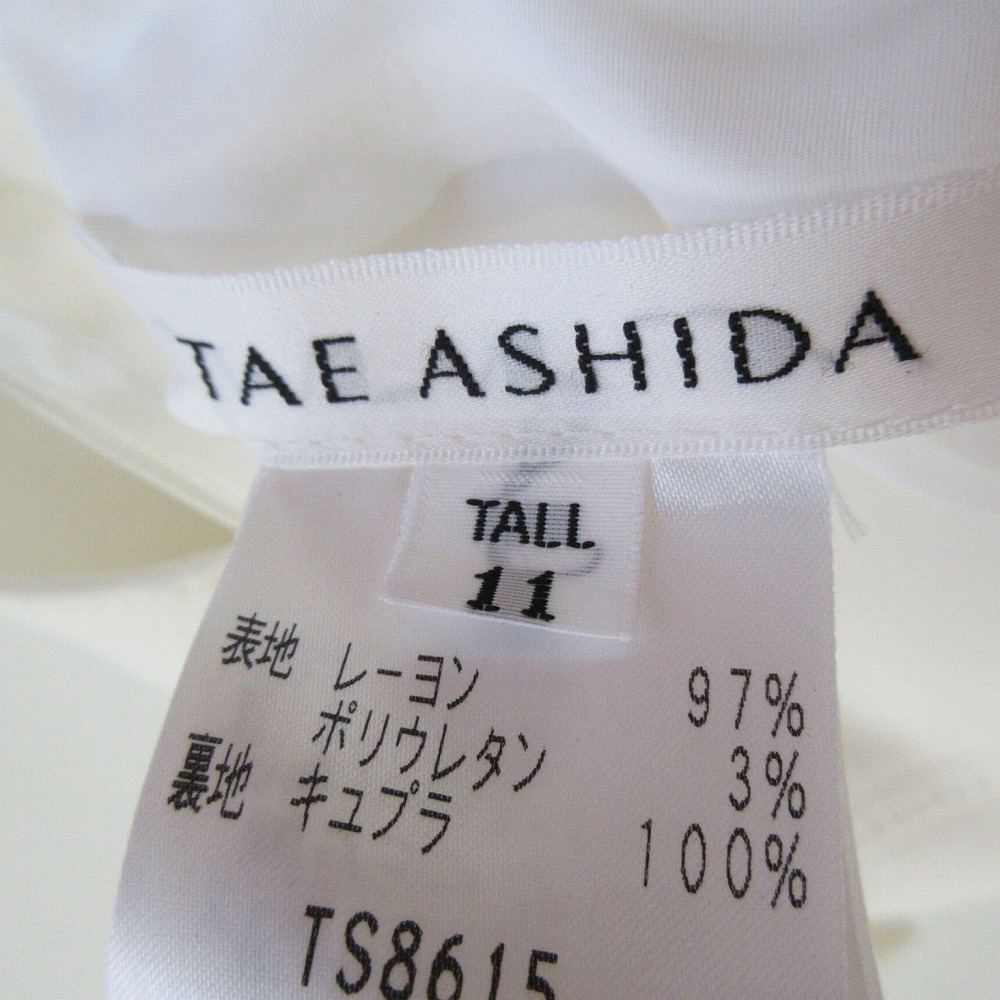 TAE ASHIDA
TALL
11
表地 レーヨン 97%
ポリウレタン 3%
裏地 キュプラ 100%
TS8615